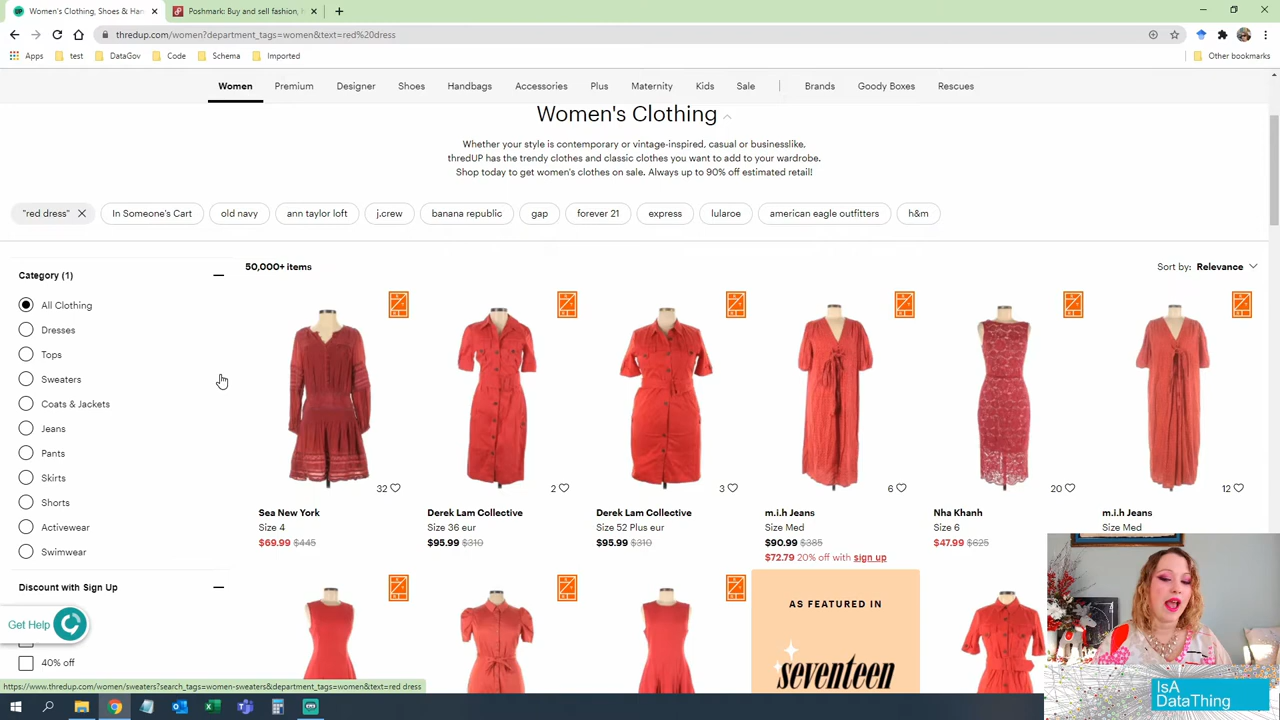 Women's Clothing, Shoes & Ha
Poshmark: Buy and sell fashion, h
thredup.com/women?department_tags=women&text=red%20dress
Apps
test
DataGov
Code
Schema
Imported
Other bookmarks
Women
Premium
Designer
Shoes
Handbags
Accessories
Plus
Maternity
Kids
Sale
Brands
Goody Boxes
Rescues
Women's Clothing
Whether your style is contemporary or vintage-inspired, casual or businesslike,
thredUP has the trendy clothes and classic clothes you want to add to your wardrobe.
Shop today to get women's clothes on sale. Always up to 90% off estimated retail!
"red dress"
In Someone's Cart
old navy
ann taylor loft
j.crew
banana republic
gap
forever 21
express
lularoe
american eagle outfitters
h&m
Category (1)
50,000+ items
Sort by: Relevance
All Clothing
Dresses
Tops
Sweaters
Coats & Jackets
Jeans
Pants
Skirts
Shorts
Activewear
Swimwear
Discount with Sign Up
40% off
32
2
3
6
20
12
Sea New York
Size 4
$69.99 $445
Derek Lam Collective
Size 36 eur
$95.99 $310
Derek Lam Collective
Size 52 Plus eur
$95.99 $310
m.i.h Jeans
Size Med
$90.99 $385
$72.79 20% off with sign up
Nha Khanh
Size 6
$47.99 $625
m.i.h Jeans
Size Med
AS FEATURED IN
seventeen
Get Help
https://www.thredup.com/women/sweaters?search_tags=women-sweaters&department_tags=women&text=red dress
IsA
DataThing